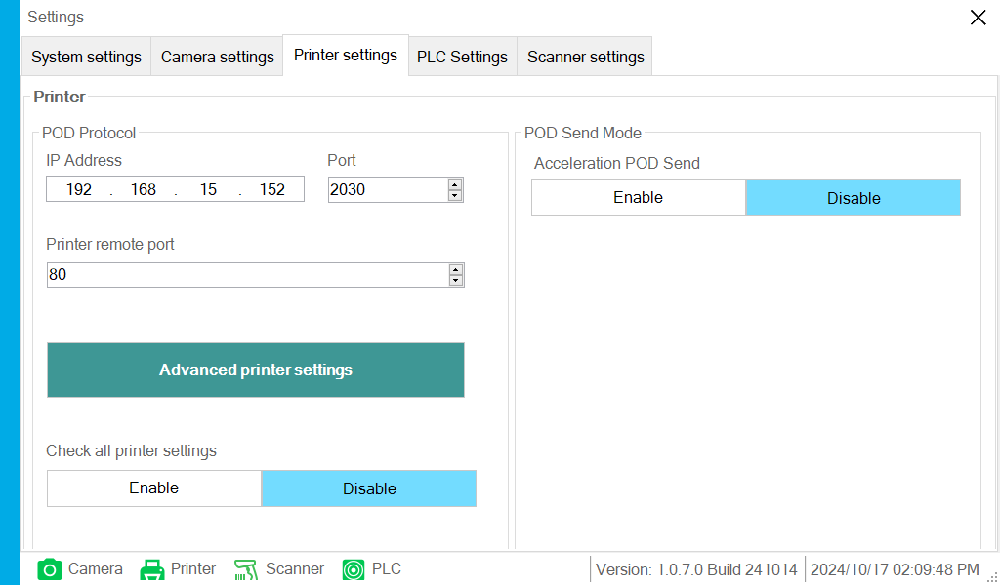 Settings
System settings
Camera settings
Printer settings
PLC Settings
Scanner settings
Printer
POD Protocol
IP Address
Port
192 . 168 . 15 . 152
2030
Printer remote port
80
Advanced printer settings
Check all printer settings
Enable
Disable
POD Send Mode
Acceleration POD Send
Enable
Disable
Camera
Printer
Scanner
PLC
Version: 1.0.7.0 Build 241014
2024/10/17 02:09:48 PM